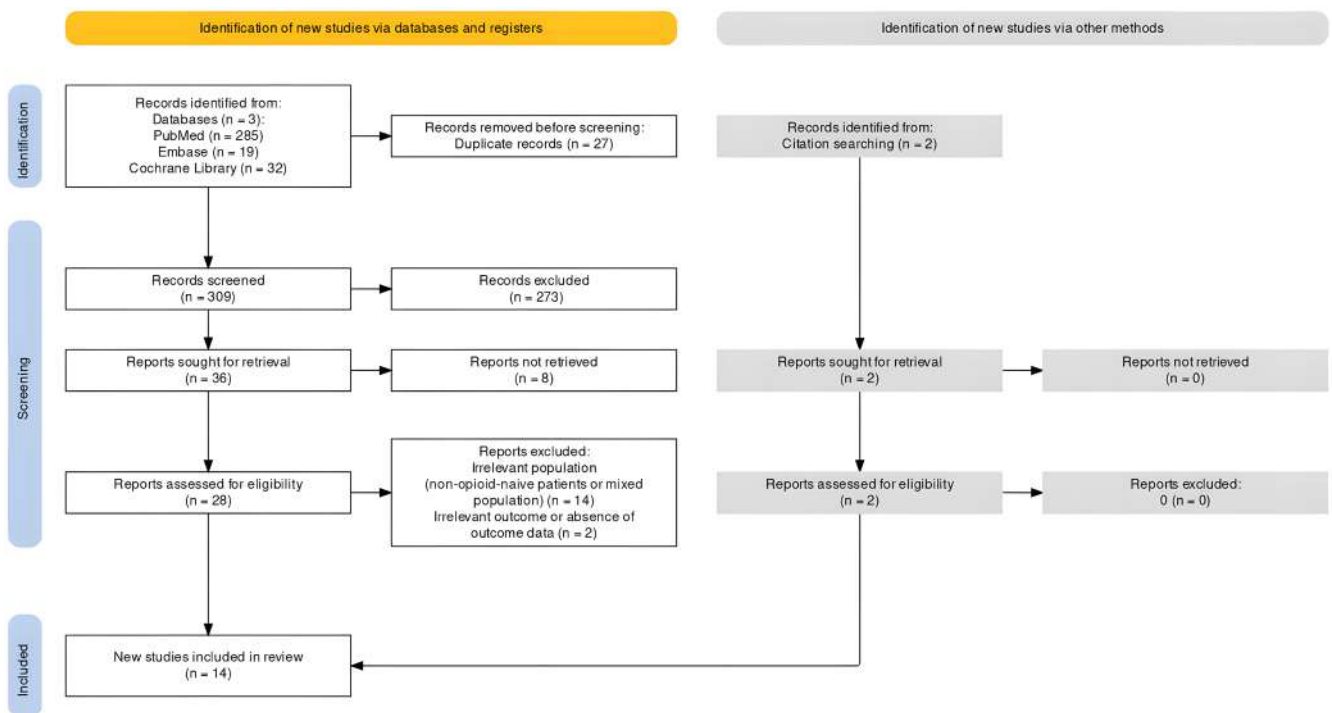 Identification of new studies via databases and registers
Identification of new studies via other methods
Identification
Records identified from:
Databases (n = 3):
PubMed (n = 285)
Embase (n = 19)
Cochrane Library (n = 32)
Records removed before screening:
Duplicate records (n = 27)
Records identified from:
Citation searching (n = 2)
Screening
Records screened
(n = 309)
Records excluded
(n = 273)
Reports sought for retrieval
(n = 36)
Reports not retrieved
(n = 8)
Reports sought for retrieval
(n = 2)
Reports not retrieved
(n = 0)
Reports assessed for eligibility
(n = 28)
Reports excluded:
Irrelevant population
(non-opioid-naive patients or mixed
population) (n = 14)
Irrelevant outcome or absence of
outcome data (n = 2)
Reports assessed for eligibility
(n = 2)
Reports excluded:
0 (n = 0)
Included
New studies included in review
(n = 14)